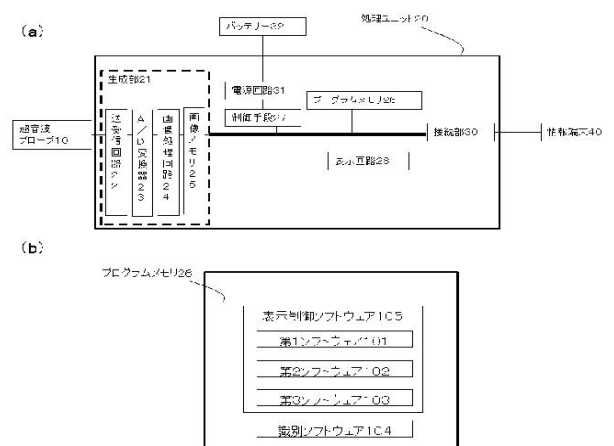 (a)
バッテリー32
処理ユニット20
生成部21
電源回路31
プログラムメモリ26
制御手段27
超音波
プローブ10
送受信回路22
A/D変換器23
画像処理回路24
画像メモリ25
接続部30
情報端末40
表示回路28
(b)
プログラムメモリ26
表示制御ソフトウェア105
第1ソフトウェア101
第2ソフトウェア102
第3ソフトウェア103
識別ソフトウェア104